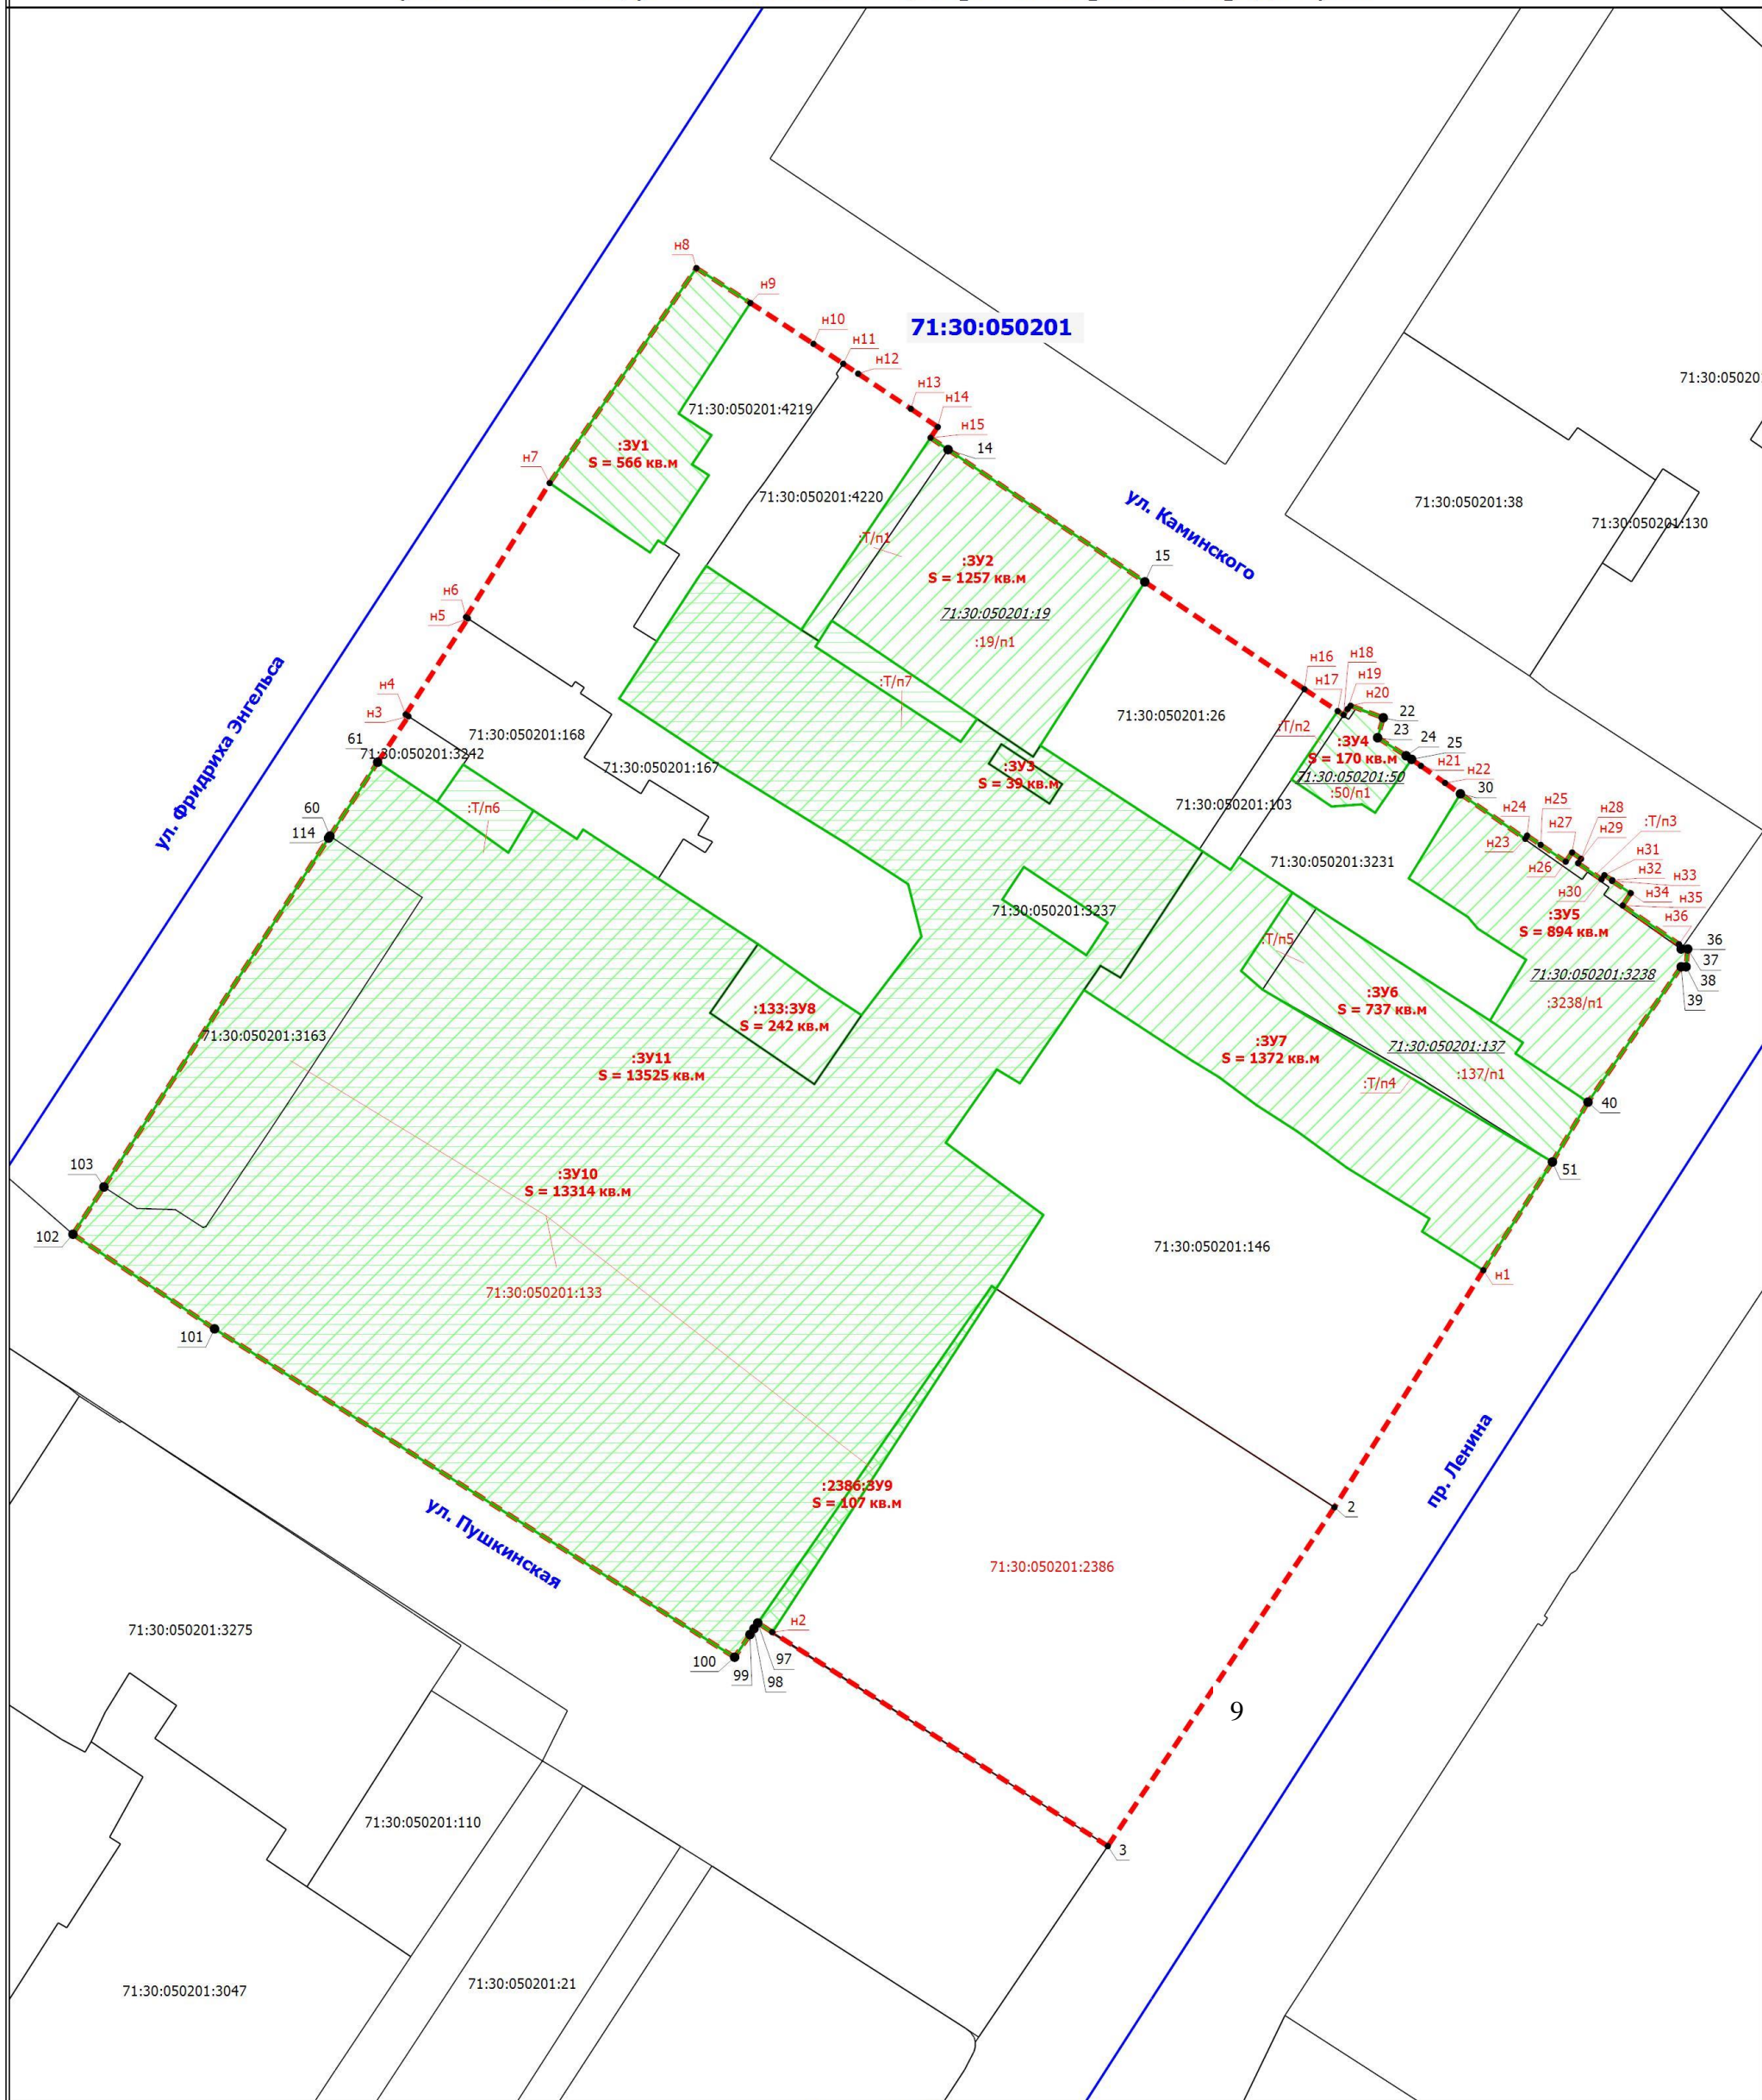 н8
н9
н10
71:30:050201
н11
н12
71:30:05020
н13
71:30:050201:4219
н14
н15
:ЗУ1
S = 566 кв.м
14
н7
71:30:050201:4220
ул. Каминского
71:30:050201:38
71:30:050201:130
:Т/п1
:ЗУ2
S = 1257 кв.м
15
71:30:050201:19
:19/п1
н6
н5
н16
н18
н17
н19
н20
:Т/п7
н4
н3
ул. Фридриха Энгельса
71:30:050201:26
22
:Т/п2
23
24
25
61
71:30:050201:168
71:30:050201:3242
71:30:050201:167
:ЗУ3
S = 39 кв.м
:ЗУ4
S = 170 кв.м
н21
н22
71:30:050201:50
:50/п1
30
71:30:050201:103
60
114
:Т/п6
н24
н25
н28
:Т/п3
н27
н29
н23
н31
71:30:050201:3231
н26
н32
н33
н30
н34
н35
71:30:050201:3237
:ЗУ5
S = 894 кв.м
н36
36
:Т/п5
37
71:30:050201:3238
38
39
:3238/п1
:ЗУ6
S = 737 кв.м
:133:ЗУ8
S = 242 кв.м
71:30:050201:3163
:ЗУ7
S = 1372 кв.м
71:30:050201:137
:137/п1
:Т/п4
:ЗУ11
S = 13525 кв.м
40
103
51
:ЗУ10
S = 13314 кв.м
102
71:30:050201:146
н1
71:30:050201:133
101
пр. Ленина
:2386:ЗУ9
S = 107 кв.м
2
ул. Пушкинская
71:30:050201:2386
71:30:050201:3275
н2
100
97
99
98
9
71:30:050201:110
3
71:30:050201:3047
71:30:050201:21